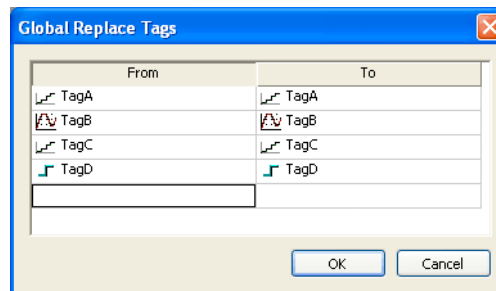 Global Replace Tags
From To
TagA TagA
TagB TagB
TagC TagC
TagD TagD
OK Cancel